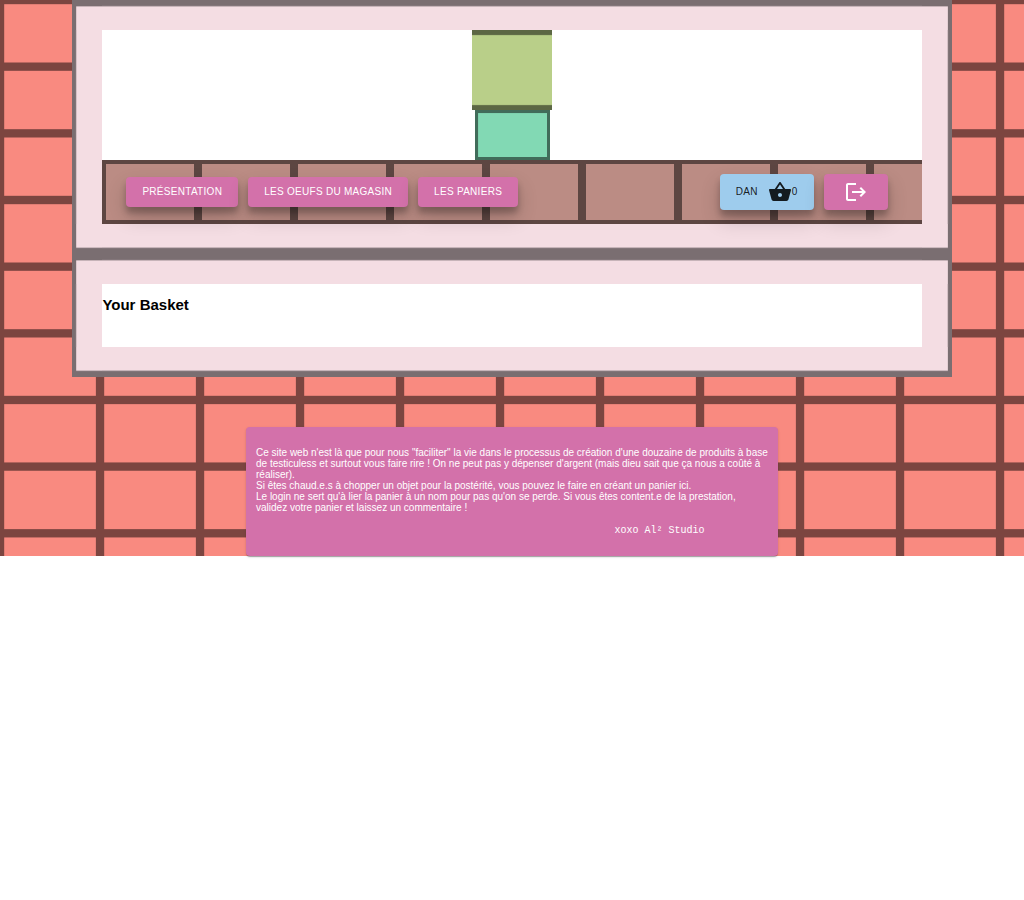 PRÉSENTATION LES OEUFS DU MAGASIN LES PANIERS DAN 0
Your Basket
Ce site web n'est là que pour nous "faciliter" la vie dans le processus de création d'une douzaine de produits à base
de testiculess et surtout vous faire rire ! On ne peut pas y dépenser d'argent (mais dieu sait que ça nous a coûté à
réaliser).
Si êtes chaud.e.s à chopper un objet pour la postérité, vous pouvez le faire en créant un panier ici.
Le login ne sert qu'à lier la panier à un nom pour pas qu'on se perde. Si vous êtes content.e de la prestation,
validez votre panier et laissez un commentaire !
xoxo Al² Studio